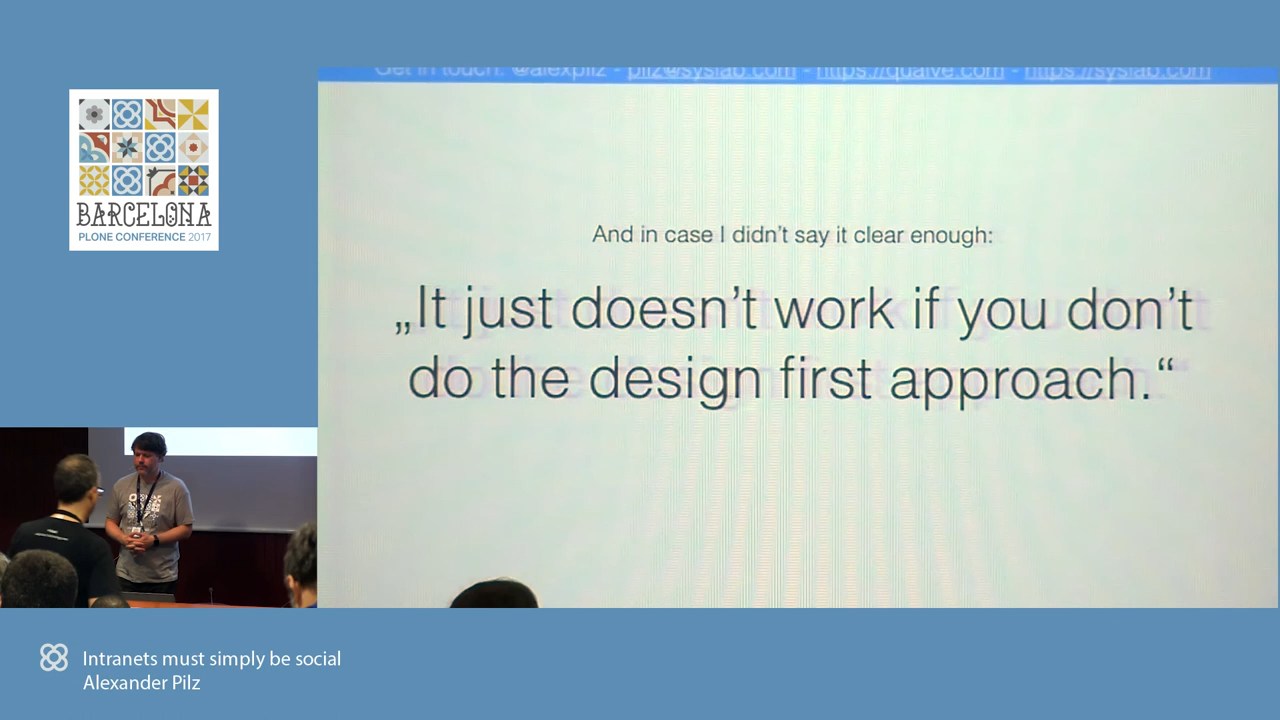 Get in touch: @alexpilz - pilz@syslab.com - https://quaive.com - https://syslab.com
BARCELONA
PLONE CONFERENCE 2017
And in case I didn't say it clear enough:
„It just doesn't work if you don't
do the design first approach.“
Intranets must simply be social
Alexander Pilz